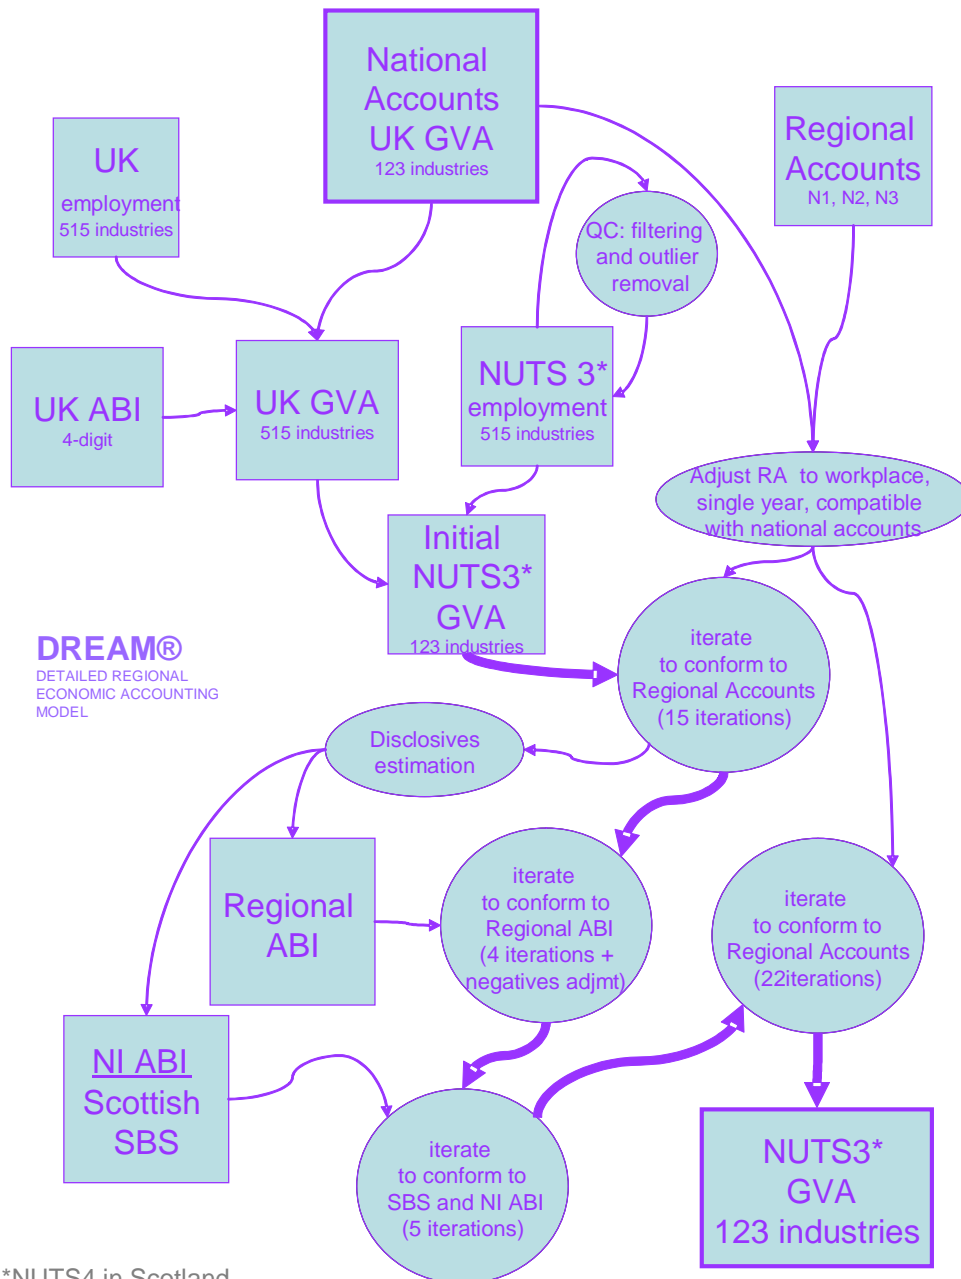 National
Accounts
UK GVA
123 industries
UK
employment
515 industries
Regional
Accounts
N1, N2, N3
QC: filtering
and outlier
removal
UK ABI
4-digit
UK GVA
515 industries
NUTS 3*
employment
515 industries
Adjust RA to workplace,
single year, compatible
with national accounts
Initial
NUTS3*
GVA
123 industries
DREAM®
DETAILED REGIONAL
ECONOMIC ACCOUNTING
MODEL
iterate
to conform to
Regional Accounts
(15 iterations)
Disclosives
estimation
Regional
ABI
iterate
to conform to
Regional ABI
(4 iterations +
negatives adjmt)
iterate
to conform to
Regional Accounts
(22iterations)
NI ABI
Scottish
SBS
iterate
to conform to
SBS and NI ABI
(5 iterations)
NUTS3*
GVA
123 industries
*NUTS4 in Scotland